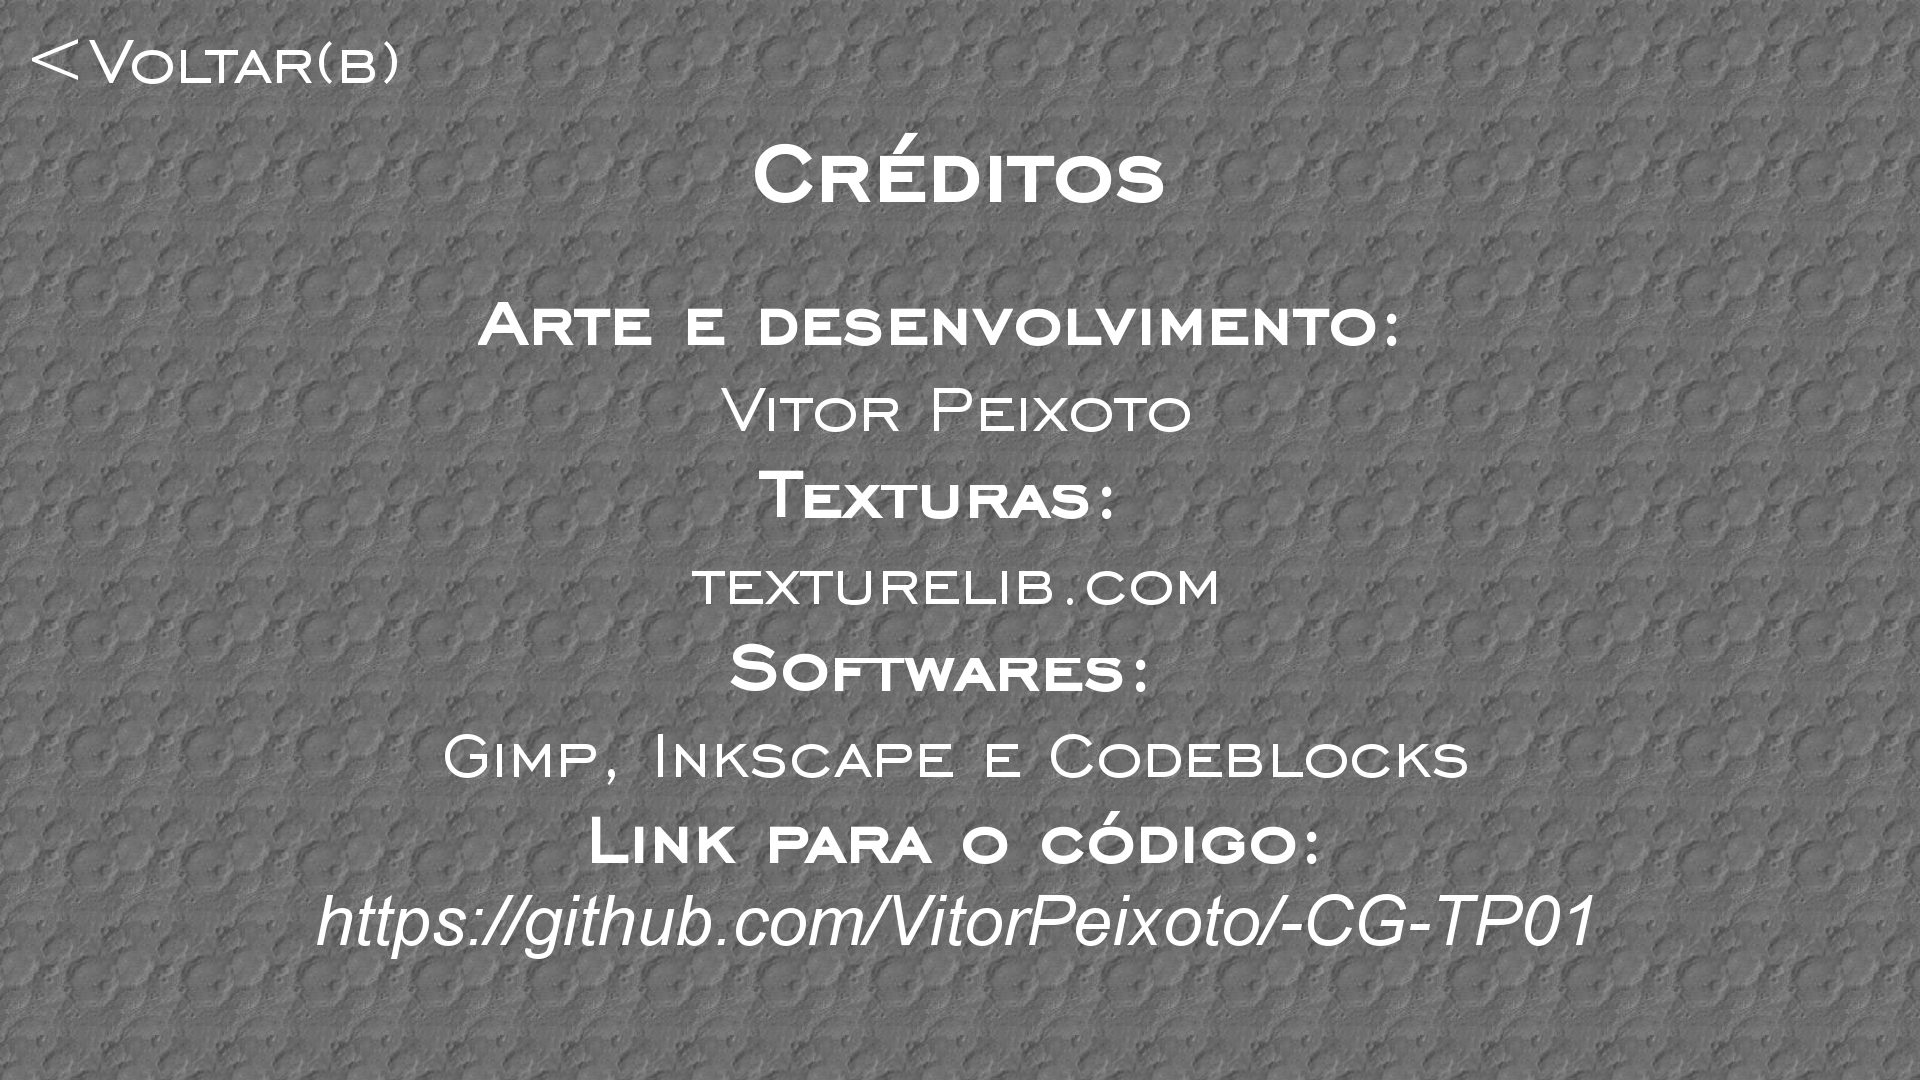 < Voltar(b)
Créditos
Arte e desenvolvimento:
Vitor Peixoto
Texturas:
texturelib.com
Softwares:
Gimp, Inkscape e Codeblocks
Link para o código:
https://github.com/VitorPeixoto/-CG-TP01